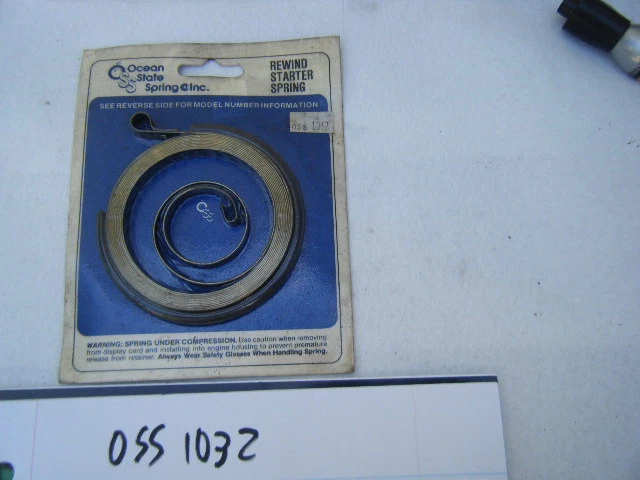 Ocean
State
Spring @Inc.
REWIND
STARTER
SPRING
SEE REVERSE SIDE FOR MODEL NUMBER INFORMATION
OSS
WARNING: SPRING UNDER COMPRESSION. Use caution when removing
from display card and installing into engine housing to prevent premature
release from retainer. Always Wear Safety Glasses When Handling Spring.
OSS 1032